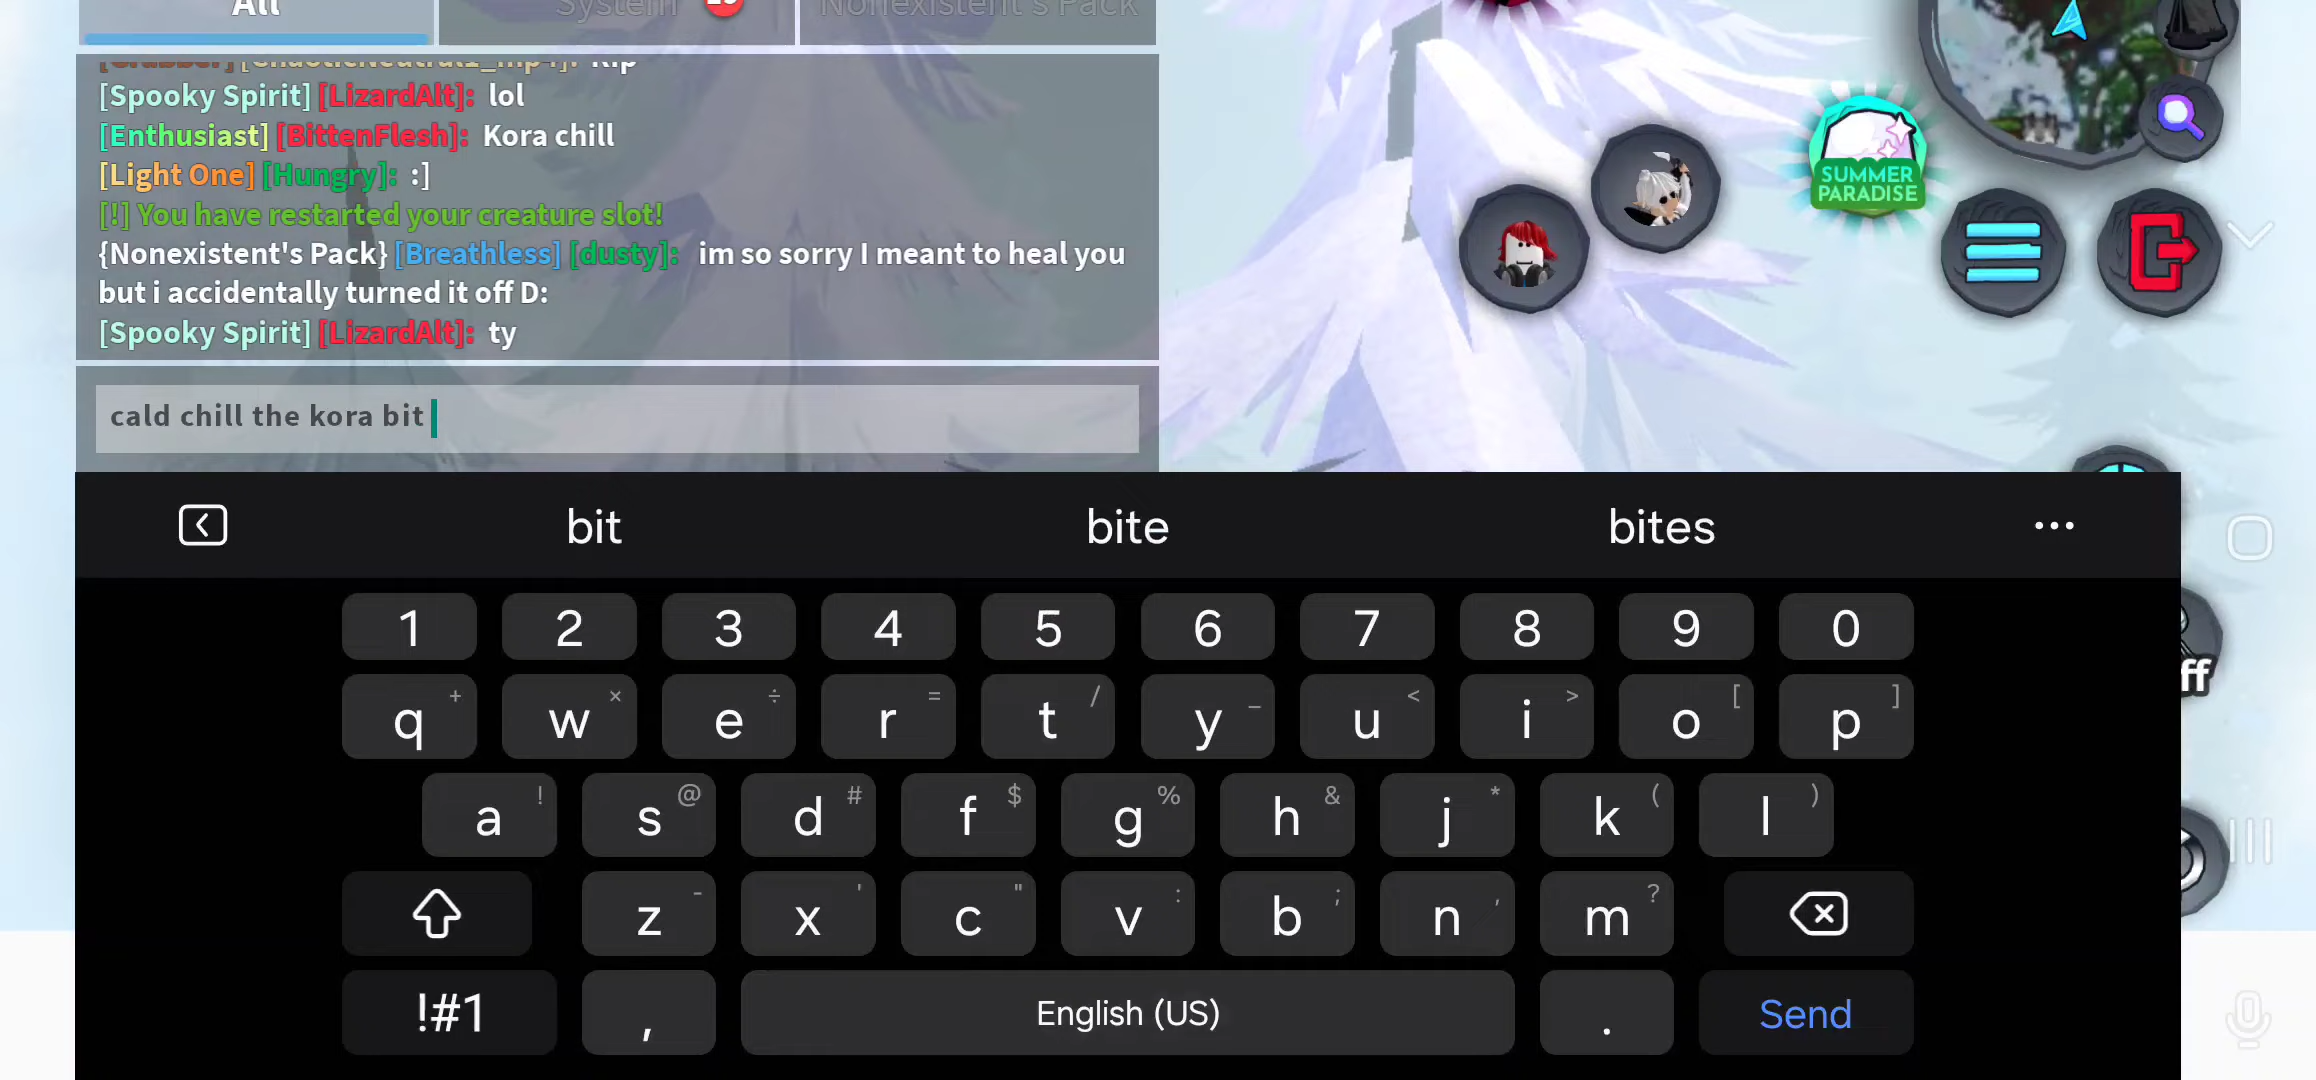 All
System
Nonexistent's Pack
rip
[Spooky Spirit] [LizardAlt]: lol
[Enthusiast] [BittenFlesh]: Kora chill
[Light One] [Hungry]: :]
[!] You have restarted your creature slot!
{Nonexistent's Pack} [Breathless] [dusty]: im so sorry I meant to heal you
but i accidentally turned it off D:
[Spooky Spirit] [LizardAlt]: ty
cald chill the kora bit
SUMMER
PARADISE
bit bite bites
1 2 3 4 5 6 7 8 9 0
q + w × e ÷ r = t / y _ u < i > o [ p ]
ff
a ! s @ d # f $ g % h & j * k ( l )
z - x ' c " v : b ; n , m ?
!#1 , English (US) . Send